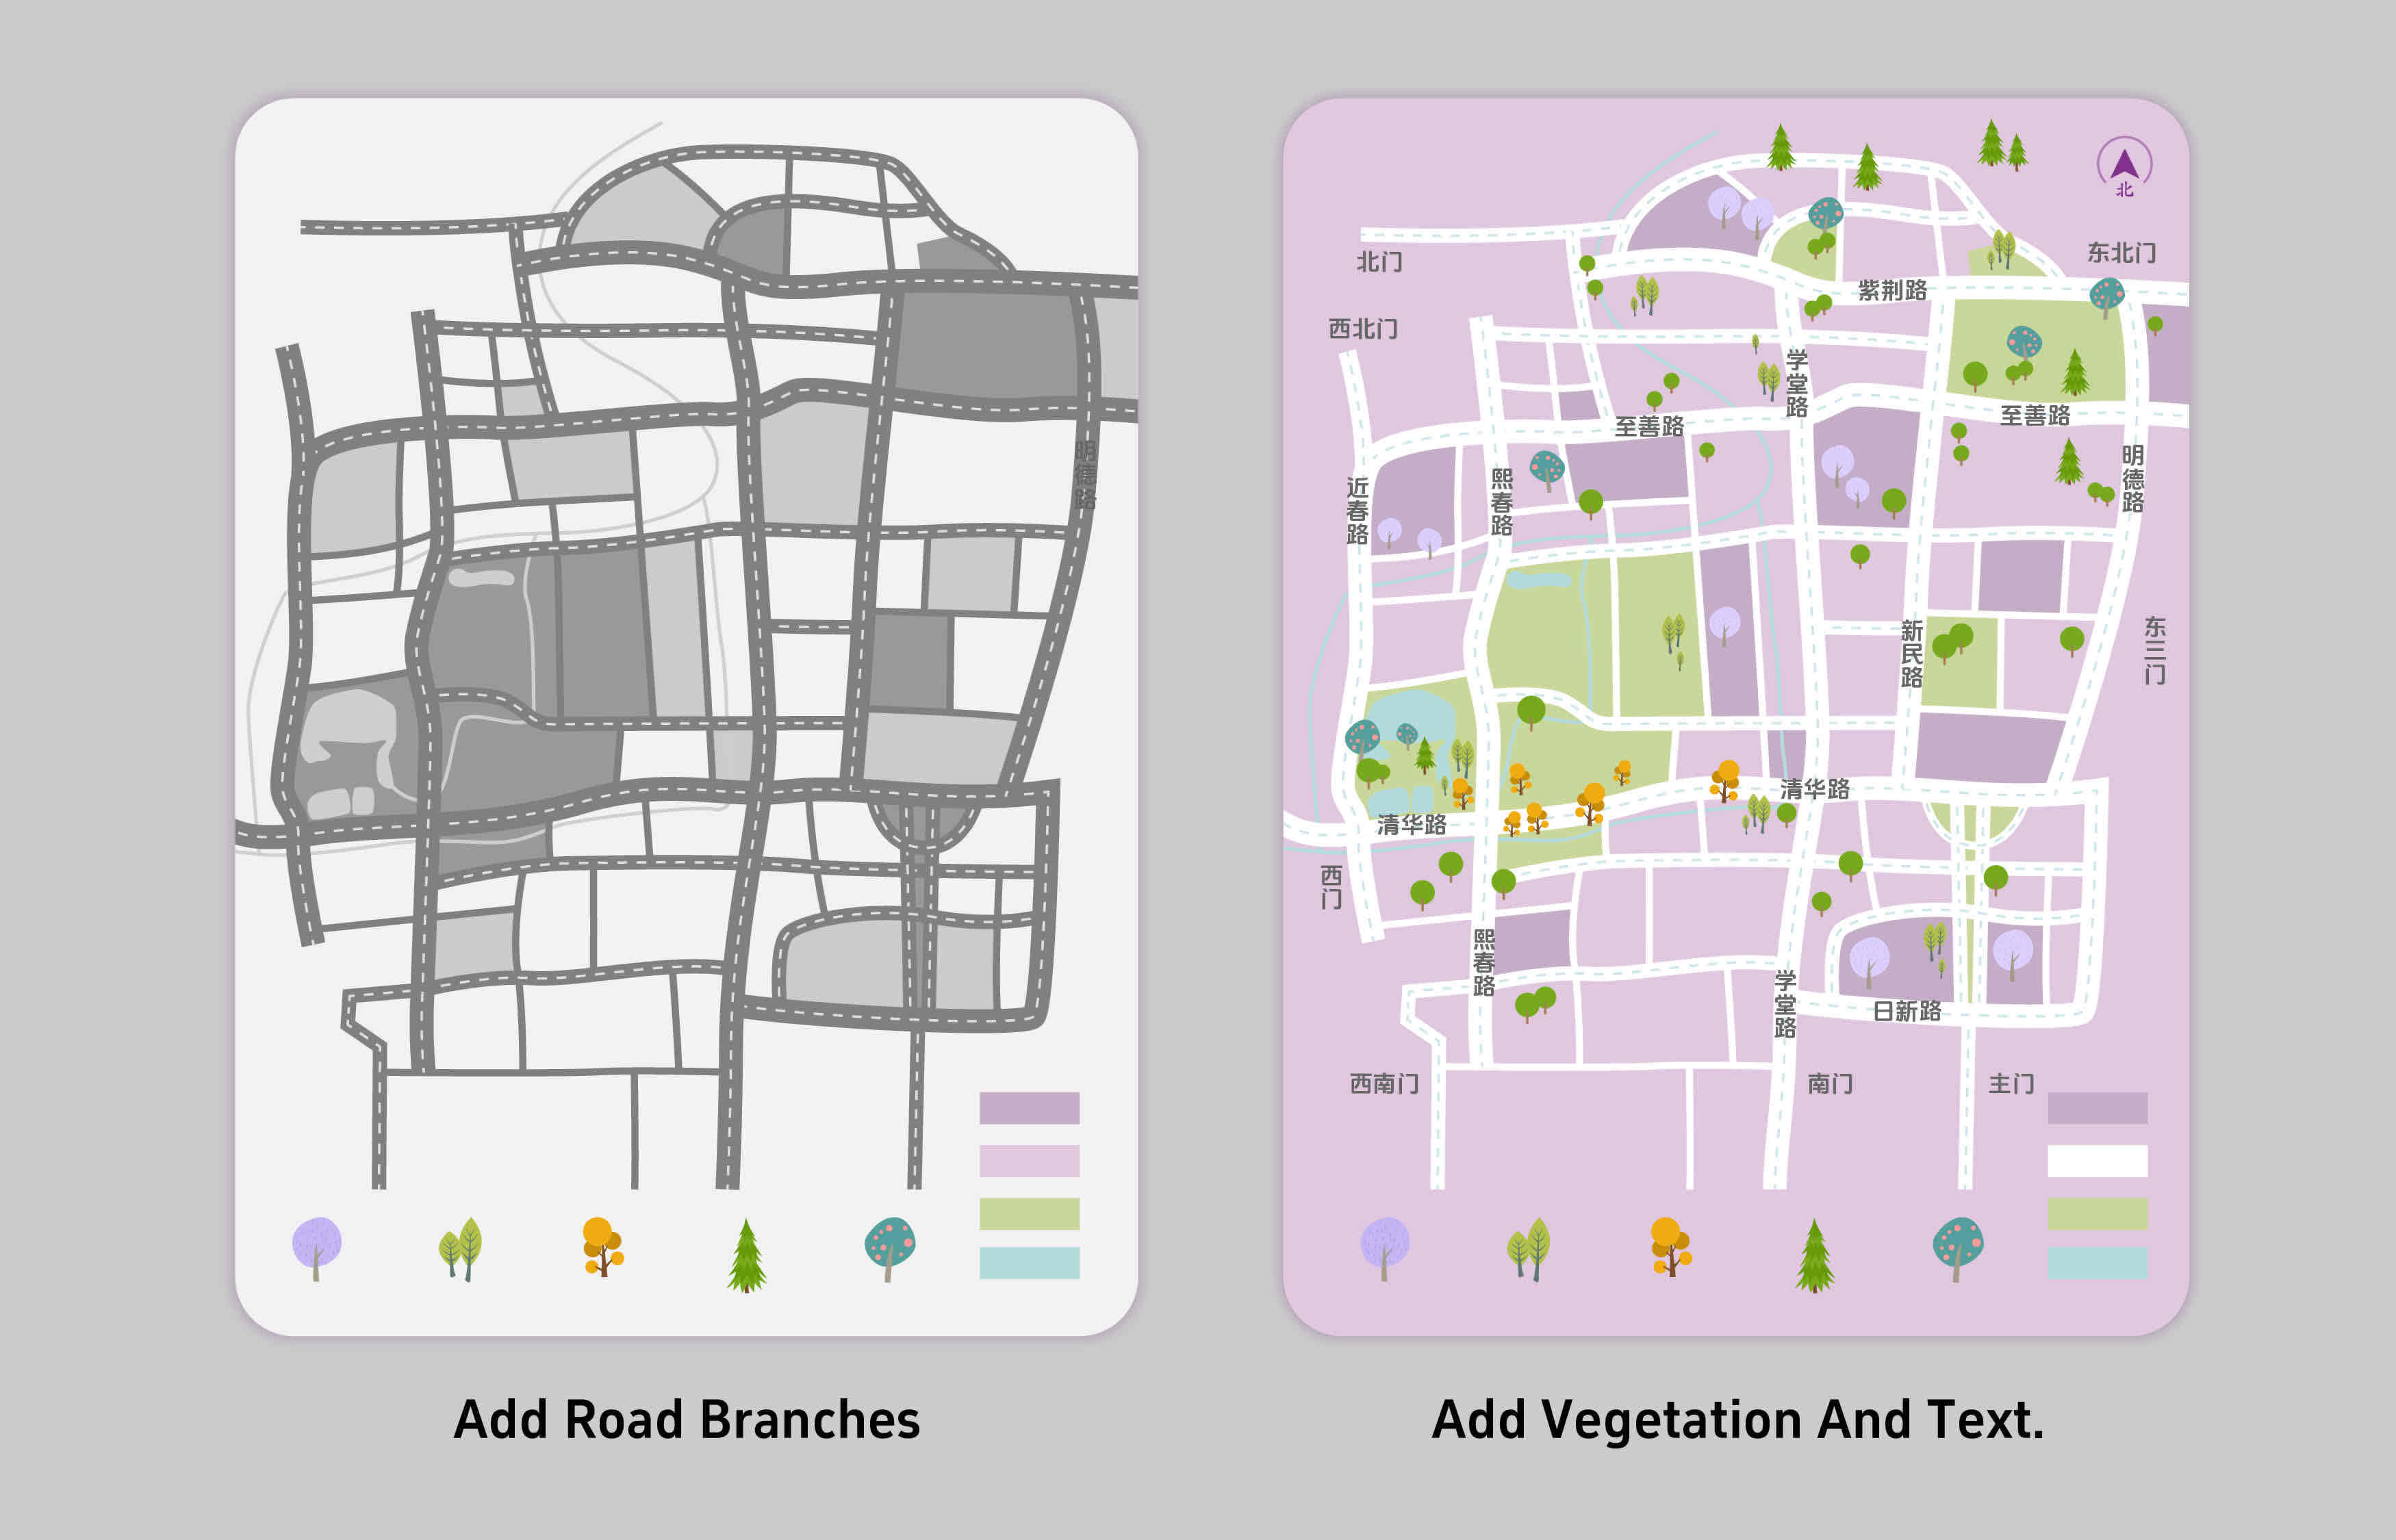 明德路
Add Road Branches
北
北门
东北门
紫荆路
西北门
学堂路
至善路
至善路
明德路
近春路
熙春路
新民路
东三门
清华路
清华路
西门
熙春路
学堂路
日新路
西南门
南门
主门
Add Vegetation And Text.